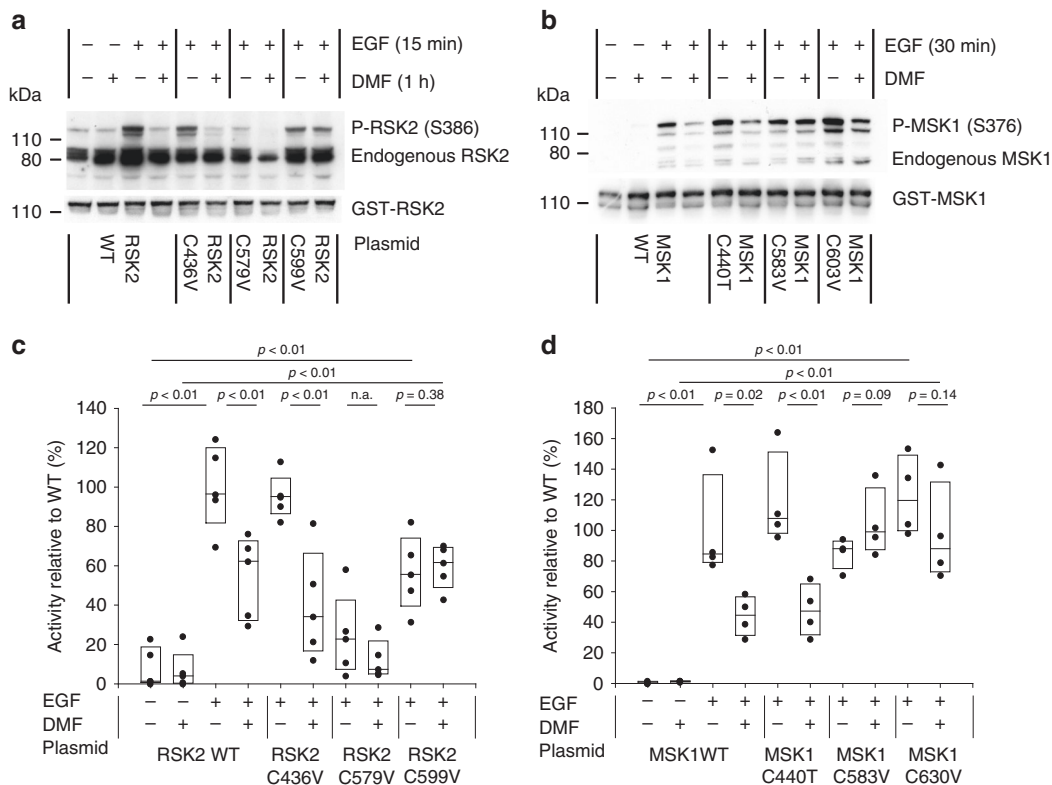 a
– – + + + + + + + + EGF (15 min)
– + – + – + – + – + DMF (1 h)
kDa
110
80
110
P-RSK2 (S386)
Endogenous RSK2
GST-RSK2
Plasmid
WT RSK2
C436V RSK2
C579V RSK2
C599V RSK2
b
– – + + + + + + + + EGF (30 min)
– + – + – + – + – + DMF
kDa
110
80
110
P-MSK1 (S376)
Endogenous MSK1
GST-MSK1
WT MSK1
C440T MSK1
C583V MSK1
C603V MSK1
c
p < 0.01
p < 0.01
p < 0.01 p < 0.01 p < 0.01 n.a. p = 0.38
Activity relative to WT (%)
140
120
100
80
60
40
20
0
EGF – – + + + + + + + +
DMF – + – + – + – + – +
Plasmid
RSK2 WT
RSK2 C436V
RSK2 C579V
RSK2 C599V
d
p < 0.01
p < 0.01
p < 0.01 p = 0.02 p < 0.01 p = 0.09 p = 0.14
Activity relative to WT (%)
180
160
140
120
100
80
60
40
20
0
EGF – – + + + + + + + +
DMF – + – + – + – + – +
Plasmid
MSK1WT
MSK1 C440T
MSK1 C583V
MSK1 C630V